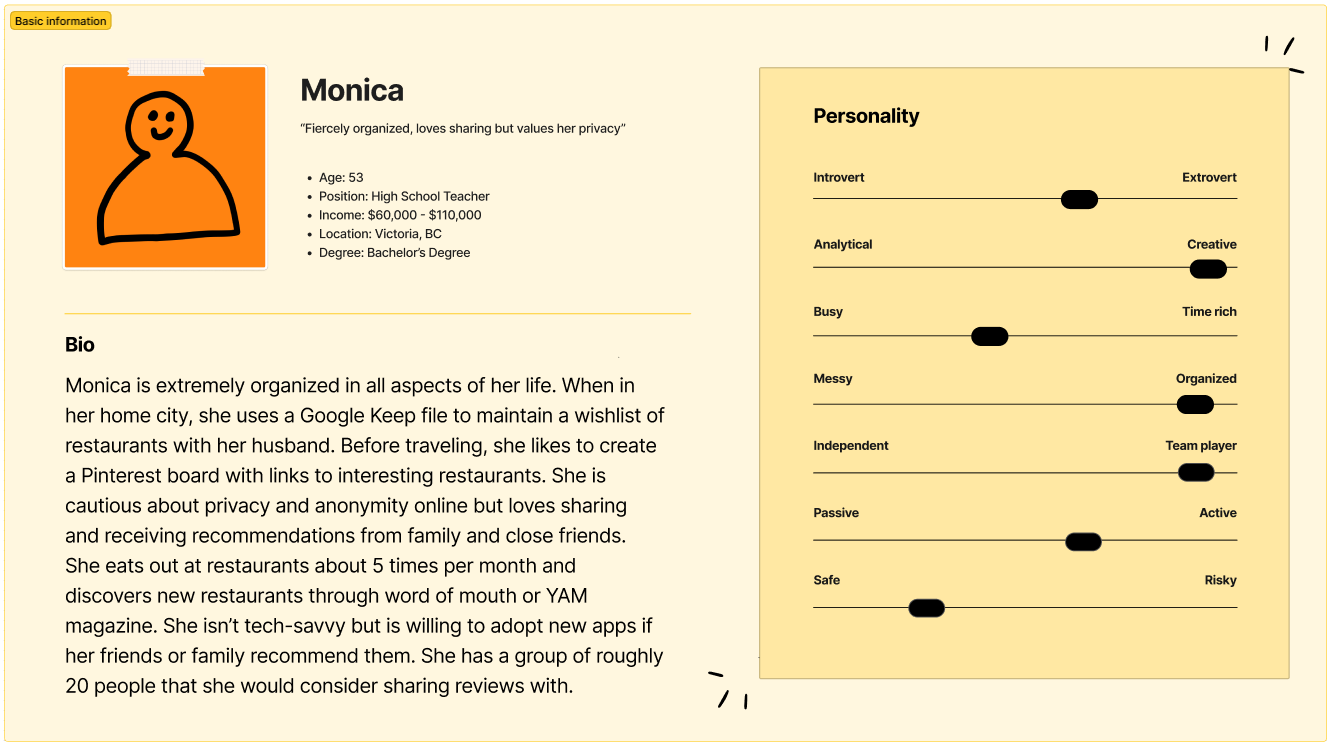 Basic information
Monica
“Fiercely organized, loves sharing but values her privacy”
• Age: 53
• Position: High School Teacher
• Income: $60,000 - $110,000
• Location: Victoria, BC
• Degree: Bachelor’s Degree
Bio
Monica is extremely organized in all aspects of her life. When in
her home city, she uses a Google Keep file to maintain a wishlist of
restaurants with her husband. Before traveling, she likes to create
a Pinterest board with links to interesting restaurants. She is
cautious about privacy and anonymity online but loves sharing
and receiving recommendations from family and close friends.
She eats out at restaurants about 5 times per month and
discovers new restaurants through word of mouth or YAM
magazine. She isn’t tech-savvy but is willing to adopt new apps if
her friends or family recommend them. She has a group of roughly
20 people that she would consider sharing reviews with.
Personality
Introvert Extrovert
Analytical Creative
Busy Time rich
Messy Organized
Independent Team player
Passive Active
Safe Risky